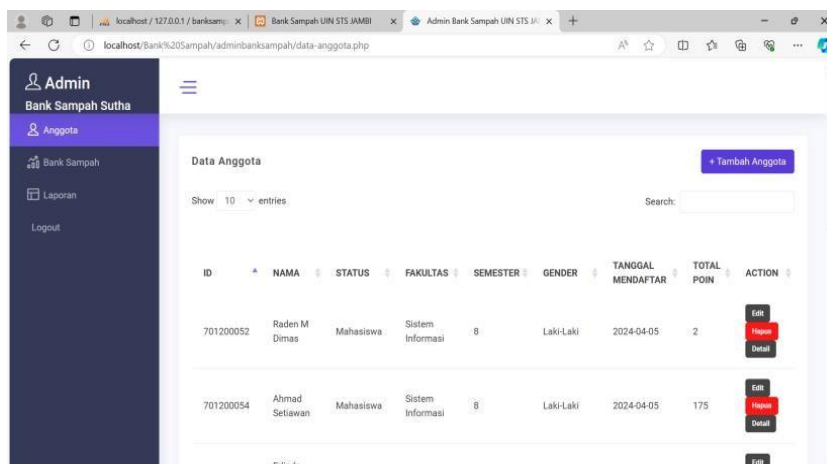 localhost / 127.0.0.1 / banksamp
Bank Sampah UIN STS JAMBI
Admin Bank Sampah UIN STS JA
localhost/Bank%20Sampah/adminbanksampah/data-anggota.php
Admin
Bank Sampah Sutha
Anggota
Bank Sampah
Laporan
Logout
Data Anggota
+ Tambah Anggota
Show 10 entries
Search:
ID NAMA STATUS FAKULTAS SEMESTER GENDER TANGGAL MENDAFTAR TOTAL POIN ACTION
701200052 Raden M Dimas Mahasiswa Sistem Informasi 8 Laki-Laki 2024-04-05 2
Edit
Hapus
Detail
701200054 Ahmad Setiawan Mahasiswa Sistem Informasi 8 Laki-Laki 2024-04-05 175
Edit
Hapus
Detail
Edit